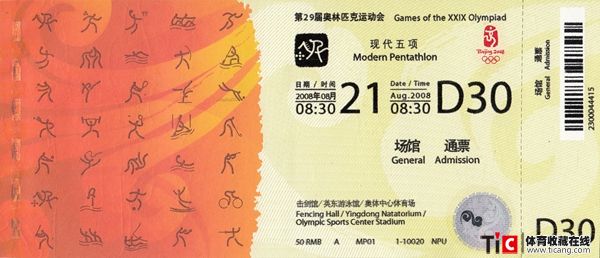 第29届奥林匹克运动会 Games of the XXIX Olympiad
现代五项
Modern Pentathlon
Beijing 2008
日期 / 时间 Date / Time
2008年08月 21 Aug.2008 D30
08:30 08:30
场馆 通票
General Admission
击剑馆/英东游泳馆/奥体中心体育场
Fencing Hall / Yingdong Natatorium /
Olympic Sports Center Stadium
50 RMB A MP01 1-10020 NPU
场馆 通票
General Admission
2300044415
D30
TiC 体育收藏在线
www.ticang.com